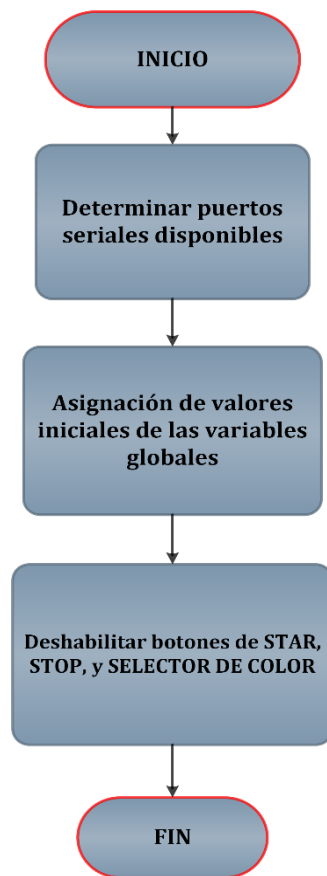 INICIO
Determinar puertos
seriales disponibles
Asignación de valores
iniciales de las variables
globales
Deshabilitar botones de STAR,
STOP, y SELECTOR DE COLOR
FIN